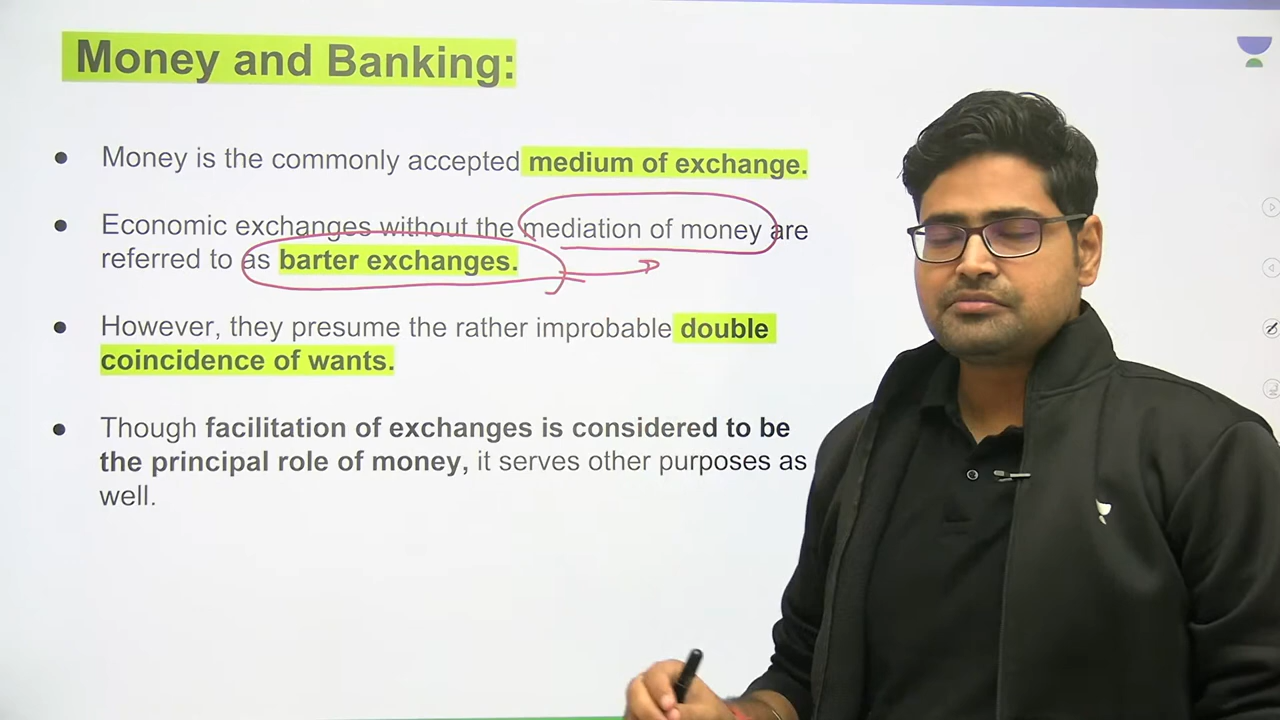 Money and Banking:
● Money is the commonly accepted medium of exchange.
● Economic exchanges without the mediation of money are
referred to as barter exchanges.
● However, they presume the rather improbable double
coincidence of wants.
● Though facilitation of exchanges is considered to be
the principal role of money, it serves other purposes as
well.